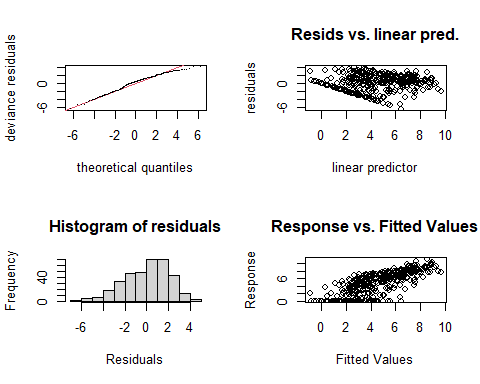 deviance residuals
-6 0
-6 -4 -2 0 2 4 6
theoretical quantiles
Resids vs. linear pred.
residuals
-6 0
0 2 4 6 8 10
linear predictor
Histogram of residuals
Frequency
0 40
-6 -2 0 2 4
Residuals
Response vs. Fitted Values
Response
0 6
0 2 4 6 8 10
Fitted Values